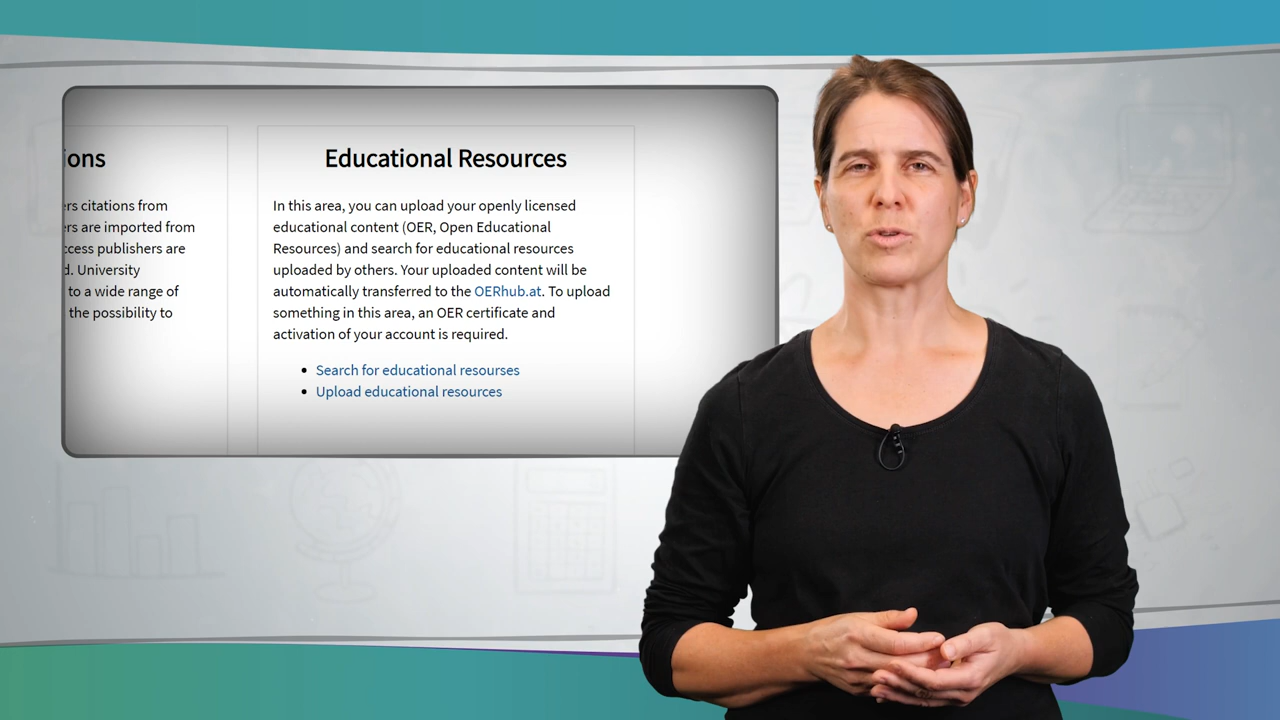 ions
ers citations from
ers are imported from
ccess publishers are
d. University
to a wide range of
the possibility to
Educational Resources
In this area, you can upload your openly licensed
educational content (OER, Open Educational
Resources) and search for educational resources
uploaded by others. Your uploaded content will be
automatically transferred to the OERhub.at. To upload
something in this area, an OER certificate and
activation of your account is required.
• Search for educational resourses
• Upload educational resources